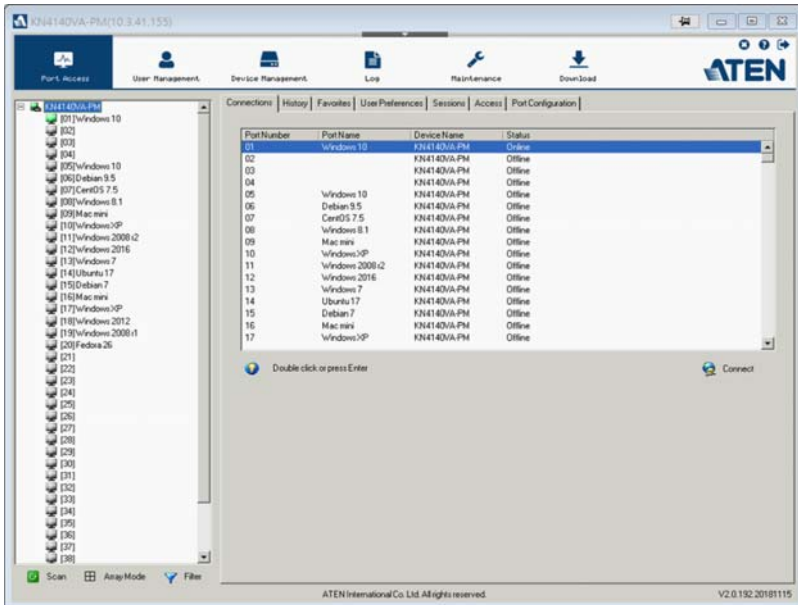 KN4140VA-PM(10.3.41.155)
Port Access
User Management
Device Management
Log
Maintenance
Download
ATEN
KN4140VA-PM
[01]Windows 10
[02]
[03]
[04]
[05]Windows 10
[06]Debian 9.5
[07]CentOS 7.5
[08]Windows 8.1
[09]Mac mini
[10]Windows XP
[11]Windows 2008 r2
[12]Windows 2016
[13]Windows 7
[14]Ubuntu 17
[15]Debian 7
[16]Mac mini
[17]Windows XP
[18]Windows 2012
[19]Windows 2008 r1
[20]Fedora 26
[21]
[22]
[23]
[24]
[25]
[26]
[27]
[28]
[29]
[30]
[31]
[32]
[33]
[34]
[35]
[36]
[37]
[38]
Scan
Array Mode
Filter
Connections History Favorites User Preferences Sessions Access Port Configuration
Port Number Port Name Device Name Status
01 Windows 10 KN4140VA-PM Online
02 KN4140VA-PM Offline
03 KN4140VA-PM Offline
04 KN4140VA-PM Offline
05 Windows 10 KN4140VA-PM Offline
06 Debian 9.5 KN4140VA-PM Offline
07 CentOS 7.5 KN4140VA-PM Offline
08 Windows 8.1 KN4140VA-PM Offline
09 Mac mini KN4140VA-PM Offline
10 Windows XP KN4140VA-PM Offline
11 Windows 2008 r2 KN4140VA-PM Offline
12 Windows 2016 KN4140VA-PM Offline
13 Windows 7 KN4140VA-PM Offline
14 Ubuntu 17 KN4140VA-PM Offline
15 Debian 7 KN4140VA-PM Offline
16 Mac mini KN4140VA-PM Offline
17 Windows XP KN4140VA-PM Offline
Double click or press Enter
Connect
ATEN International Co. Ltd. All rights reserved.
V2.0.192.20181115